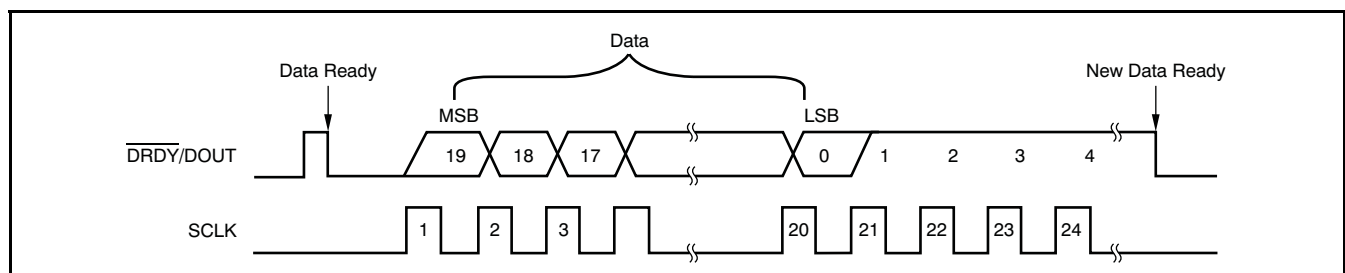 Data
Data Ready
New Data Ready
MSB
LSB
DRDY/DOUT
19 18 17 0 1 2 3 4
SCLK
1 2 3 20 21 22 23 24